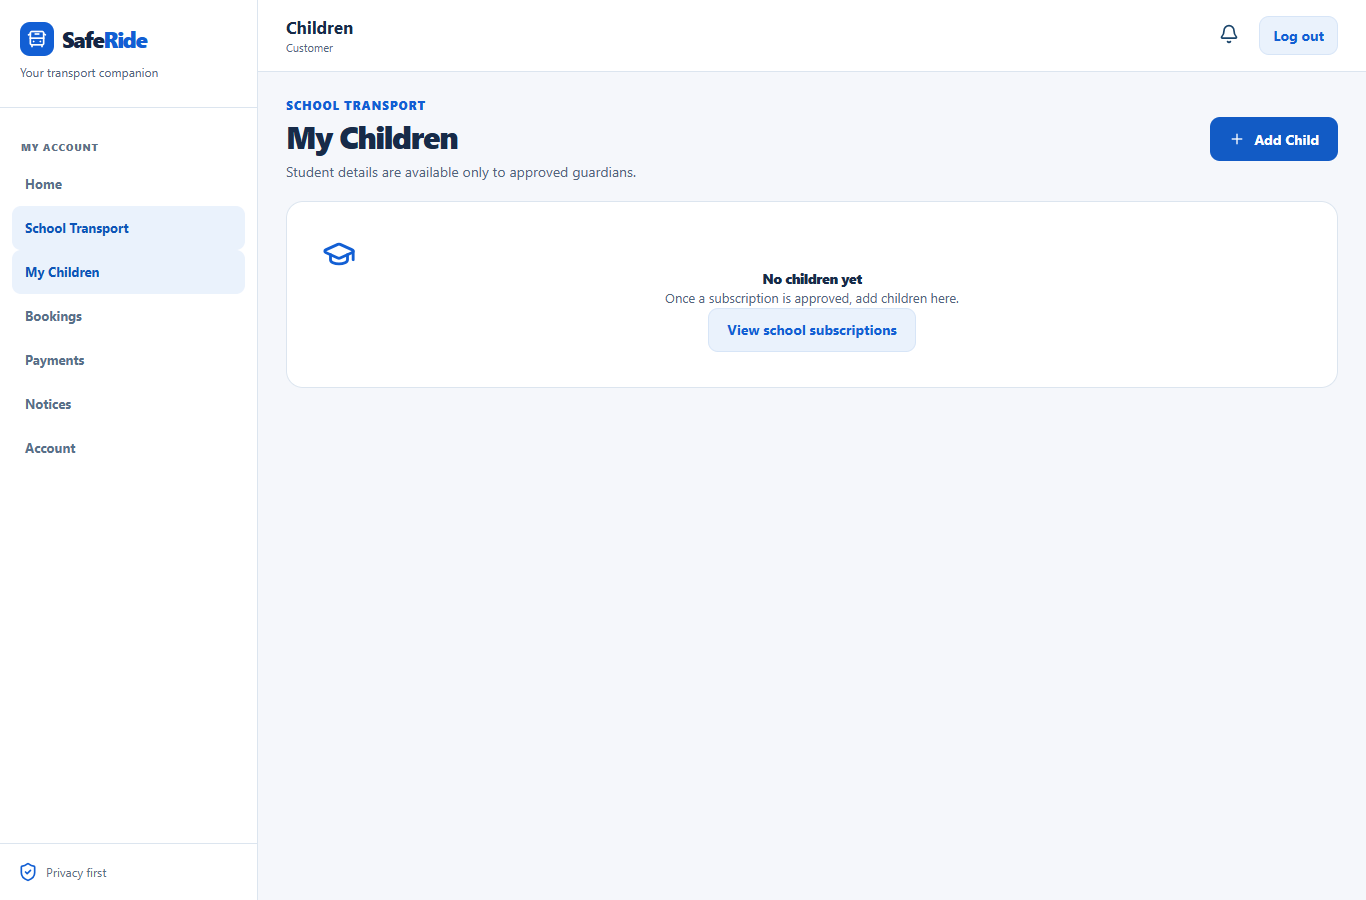 SafeRide
Your transport companion
MY ACCOUNT
Home
School Transport
My Children
Bookings
Payments
Notices
Account
Privacy first
Children
Customer
Log out
SCHOOL TRANSPORT
My Children
Student details are available only to approved guardians.
+ Add Child
No children yet
Once a subscription is approved, add children here.
View school subscriptions